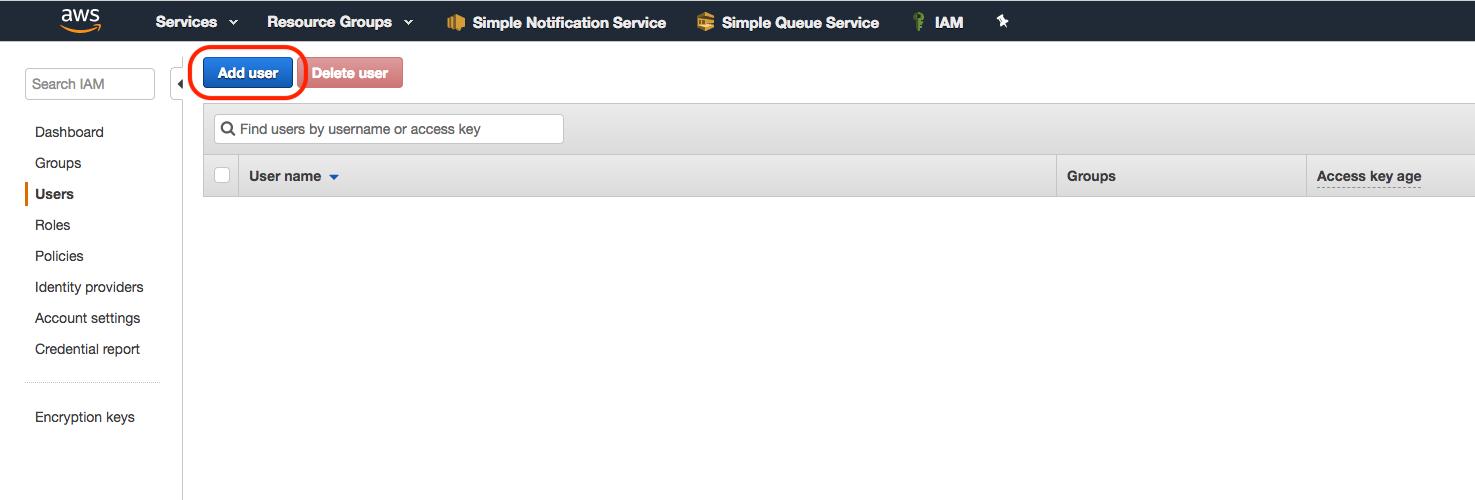 aws Services Resource Groups Simple Notification Service Simple Queue Service IAM
Search IAM
Dashboard
Groups
Users
Roles
Policies
Identity providers
Account settings
Credential report
Encryption keys
Add user Delete user
Find users by username or access key
User name Groups Access key age